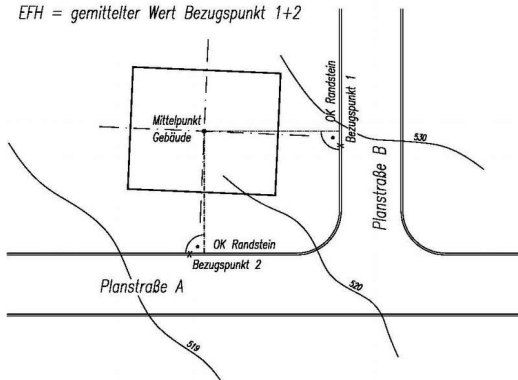 EFH = gemittelter Wert Bezugspunkt 1+2
Mittelpunkt
Gebäude
OK Randstein
Bezugspunkt 1
530
Planstraße B
OK Randstein
Bezugspunkt 2
Planstraße A
520
519